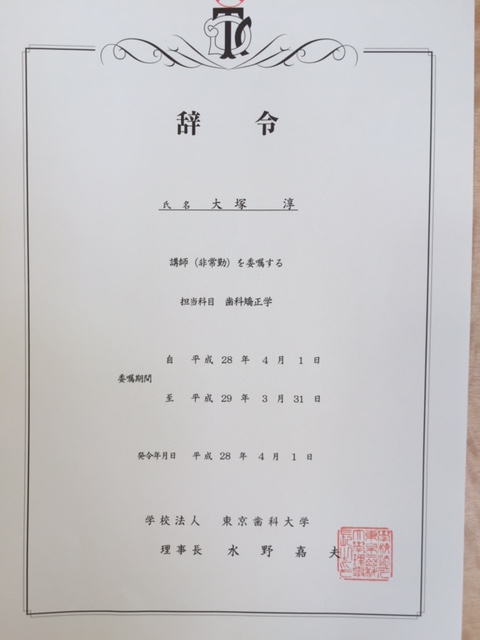 辞令
氏名 大塚 淳
講師（非常勤）を委嘱する
担当科目 歯科矯正学
自 平成 28 年 4 月 1 日
委嘱期間
至 平成 29 年 3 月 31 日
発令年月日 平成 28 年 4 月 1 日
学校法人 東京歯科大学
理事長 水野嘉夫